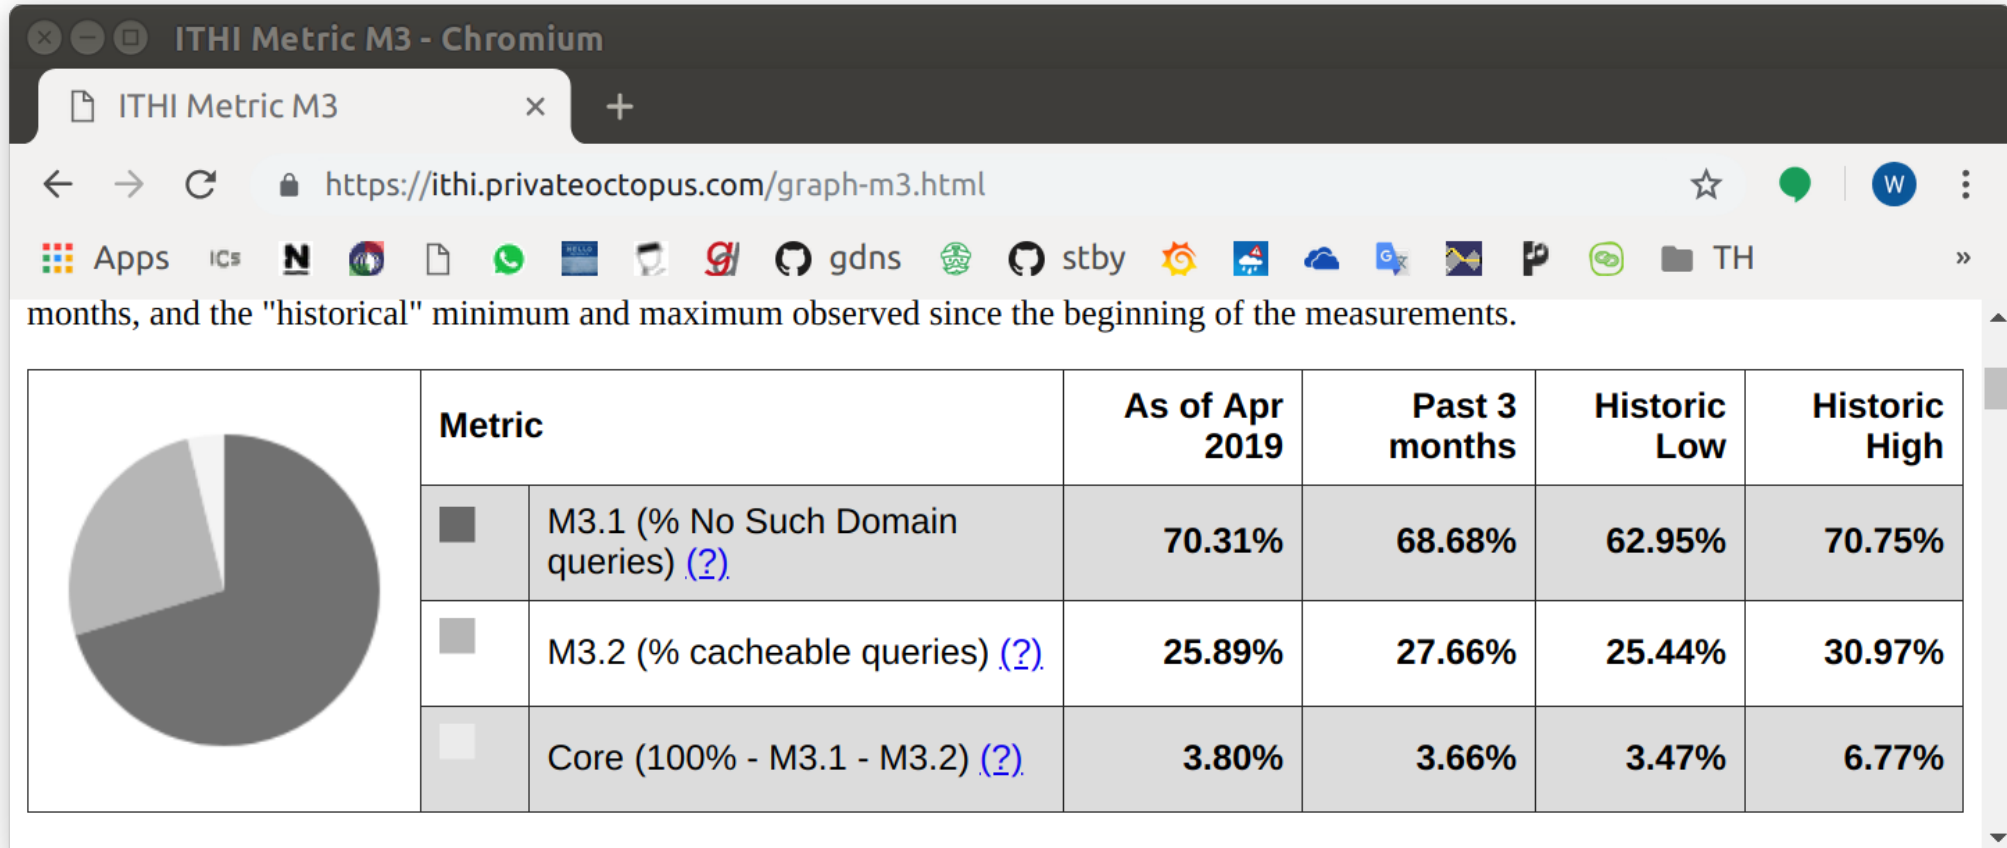 ITHI Metric M3 - Chromium
ITHI Metric M3
https://ithi.privateoctopus.com/graph-m3.html
W
Apps ICs N gdns stby TH »
months, and the "historical" minimum and maximum observed since the beginning of the measurements.
Metric
As of Apr
2019
Past 3
months
Historic
Low
Historic
High
M3.1 (% No Such Domain
queries) (?)
70.31% 68.68% 62.95% 70.75%
M3.2 (% cacheable queries) (?) 25.89% 27.66% 25.44% 30.97%
Core (100% - M3.1 - M3.2) (?) 3.80% 3.66% 3.47% 6.77%